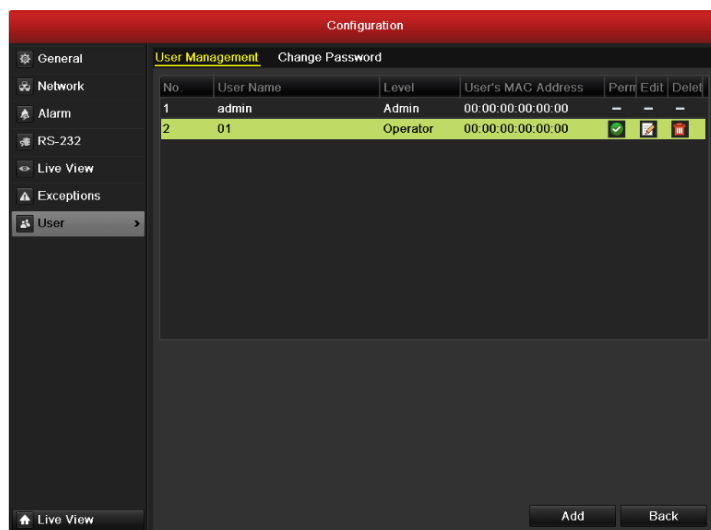 Configuration
General
Network
Alarm
RS-232
Live View
Exceptions
User
User Management Change Password
No. User Name Level User's MAC Address Perm Edit Delet
1 admin Admin 00:00:00:00:00:00 – – –
2 01 Operator 00:00:00:00:00:00
Live View
Add Back